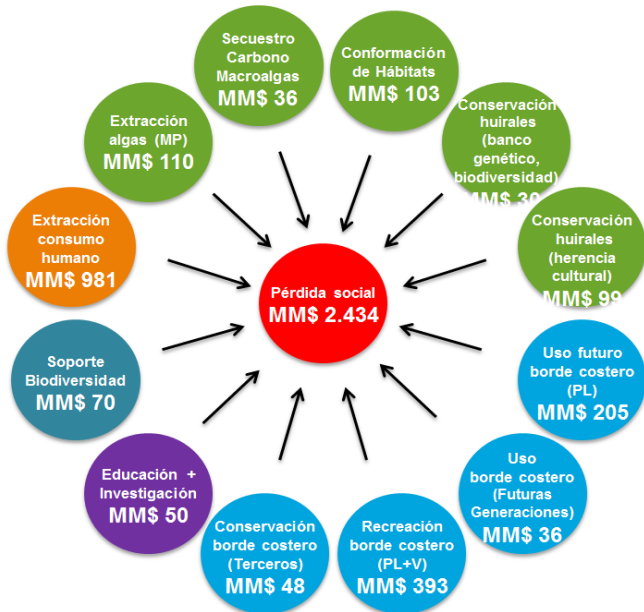 Secuestro
Carbono
Macroalgas
MM$ 36
Conformación
de Hábitats
MM$ 103
Extracción
algas (MP)
MM$ 110
Conservación
huirales
(banco
genético,
biodiversidad)
MM$
Extracción
consumo
humano
MM$ 981
Conservación
huirales
(herencia
cultural)
MM$ 99
Pérdida social
MM$ 2.434
Soporte
Biodiversidad
MM$ 70
Uso futuro
borde costero
(PL)
MM$ 205
Educación +
Investigación
MM$ 50
Uso
borde costero
(Futuras
Generaciones)
MM$ 36
Conservación
borde costero
(Terceros)
MM$ 48
Recreación
borde costero
(PL+V)
MM$ 393